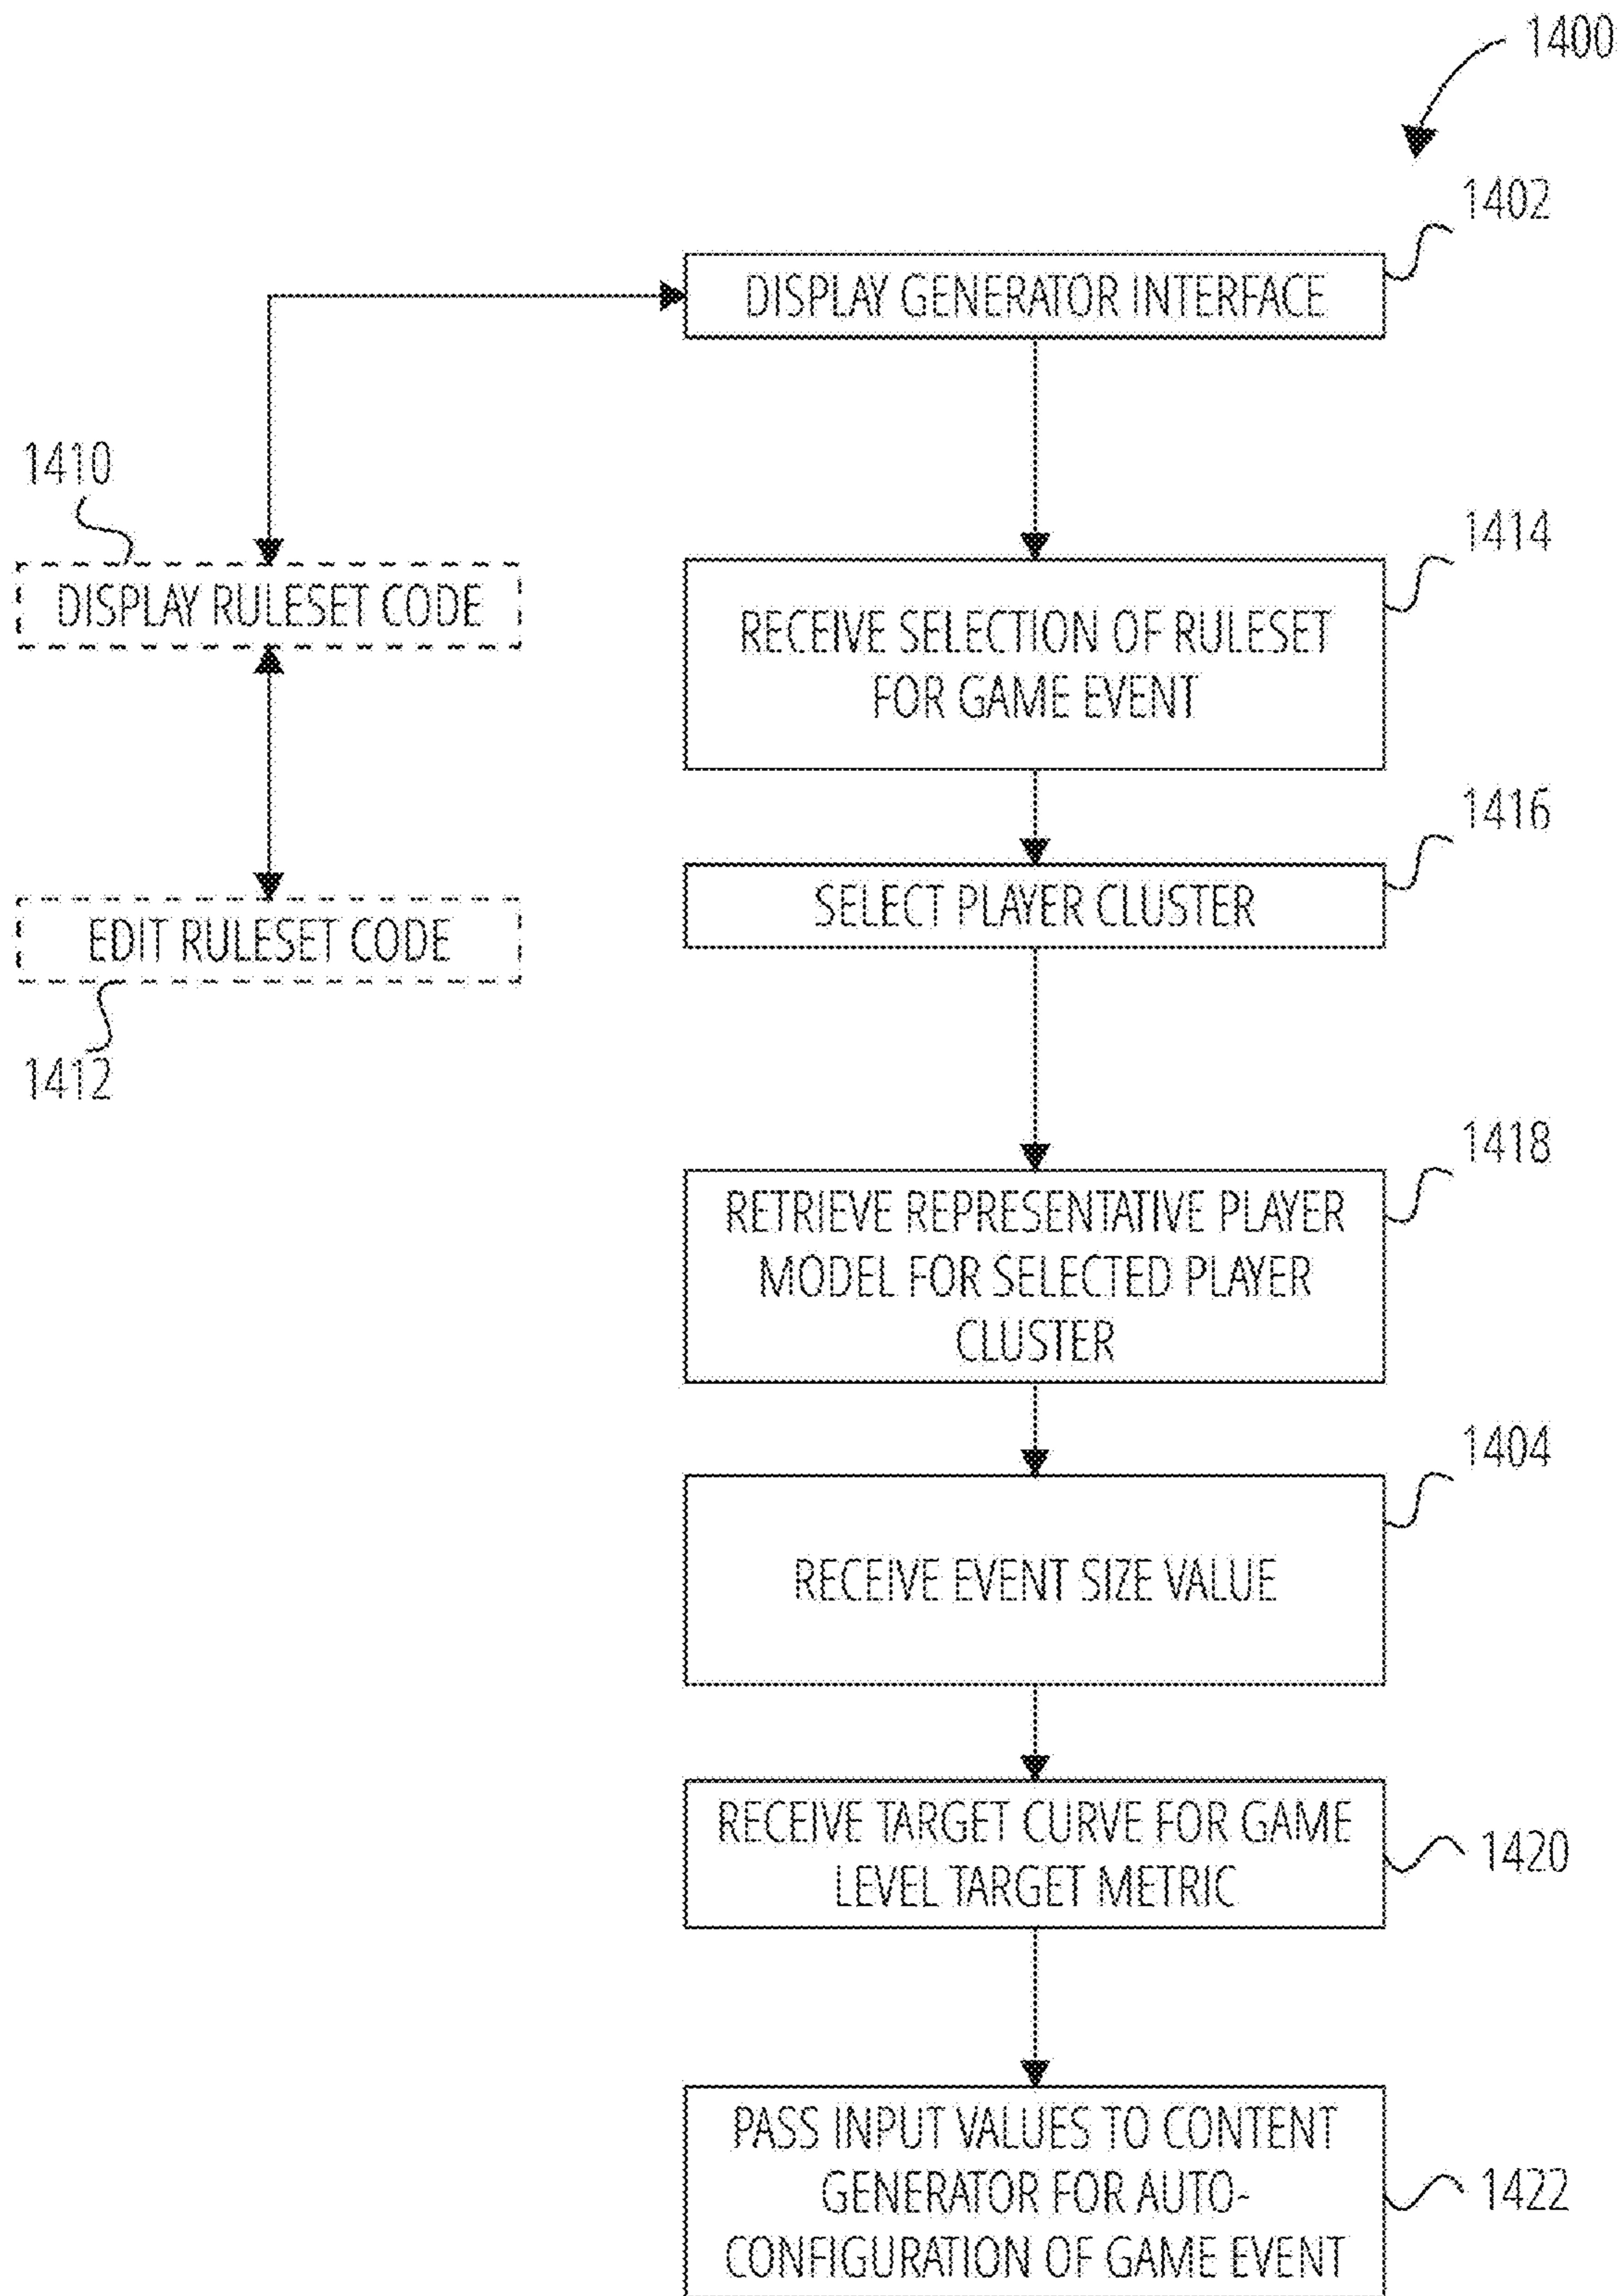 1400
1402
DISPLAY GENERATOR INTERFACE
1410
DISPLAY RULESET CODE
1414
RECEIVE SELECTION OF RULESET
FOR GAME EVENT
1416
SELECT PLAYER CLUSTER
EDIT RULESET CODE
1412
1418
RETRIEVE REPRESENTATIVE PLAYER
MODEL FOR SELECTED PLAYER
CLUSTER
1404
RECEIVE EVENT SIZE VALUE
RECEIVE TARGET CURVE FOR GAME
LEVEL TARGET METRIC
1420
PASS INPUT VALUES TO CONTENT
GENERATOR FOR AUTO-
CONFIGURATION OF GAME EVENT
1422